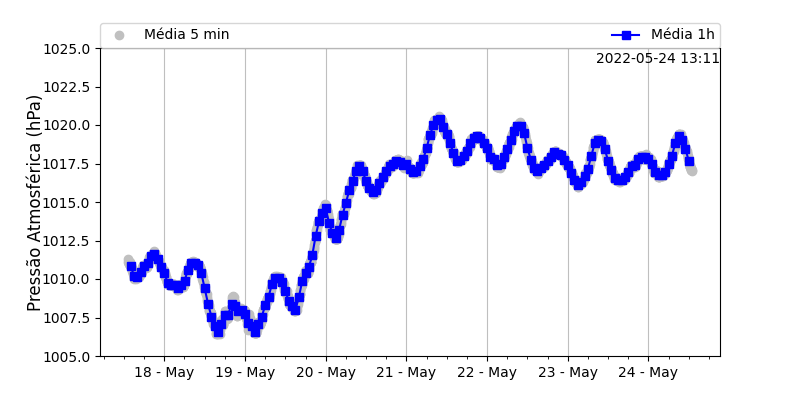 Média 5 min
Média 1h
2022-05-24 13:11
Pressão Atmosférica (hPa)
1025.0
1022.5
1020.0
1017.5
1015.0
1012.5
1010.0
1007.5
1005.0
18 - May
19 - May
20 - May
21 - May
22 - May
23 - May
24 - May